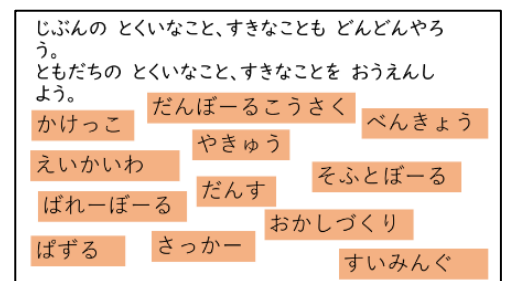 じぶんの とくいなこと、すきなことも どんどんやろ
う。
ともだちの とくいなこと、すきなことを おうえんし
よう。
だんぼーるこうさく
かけっこ
べんきょう
やきゅう
えいかいわ
そふとぼーる
だんす
ばれーぼーる
おかしづくり
さっかー
ぱずる
すいみんぐ